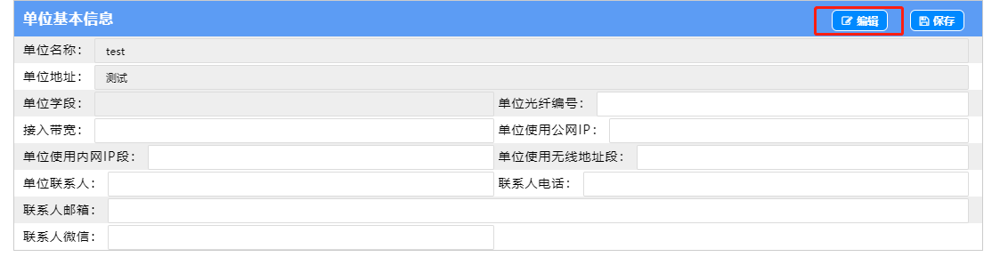 单位基本信息 编辑 保存
单位名称： test
单位地址： 测试
单位学段： 单位光纤编号：
接入带宽： 单位使用公网IP：
单位使用内网IP段： 单位使用无线地址段：
单位联系人： 联系人电话：
联系人邮箱：
联系人微信：